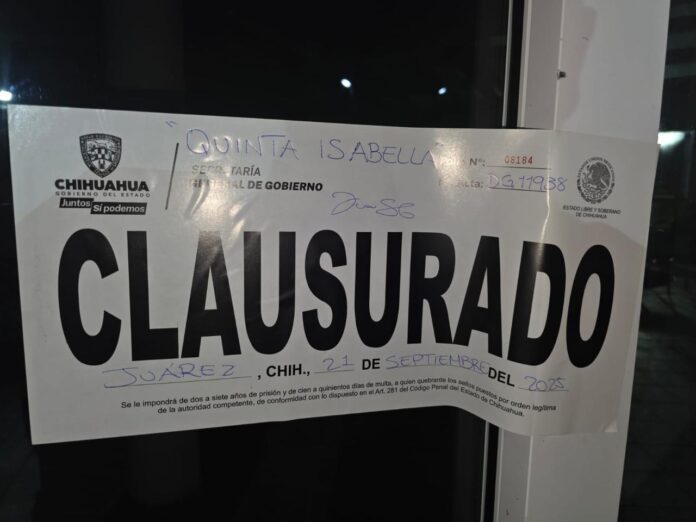 "QUINTA ISABELLA"
CHIHUAHUA
GOBIERNO DEL ESTADO
Juntos Sí podemos
SECRETARÍA
GENERAL DE GOBIERNO
Nº: 08184
Acta: DG11938
ESTADO LIBRE Y SOBERANO
DE CHIHUAHUA
CLAUSURADO
JUÁREZ, CHIH., 21 DE SEPTIEMBRE DEL 2025
Se le impondrá de dos a siete años de prisión y de cien a quinientos días de multa, a quien quebrante los sellos puestos por orden legítima
de la autoridad competente, de conformidad con lo dispuesto en el Art. 281 del Código Penal del Estado de Chihuahua.